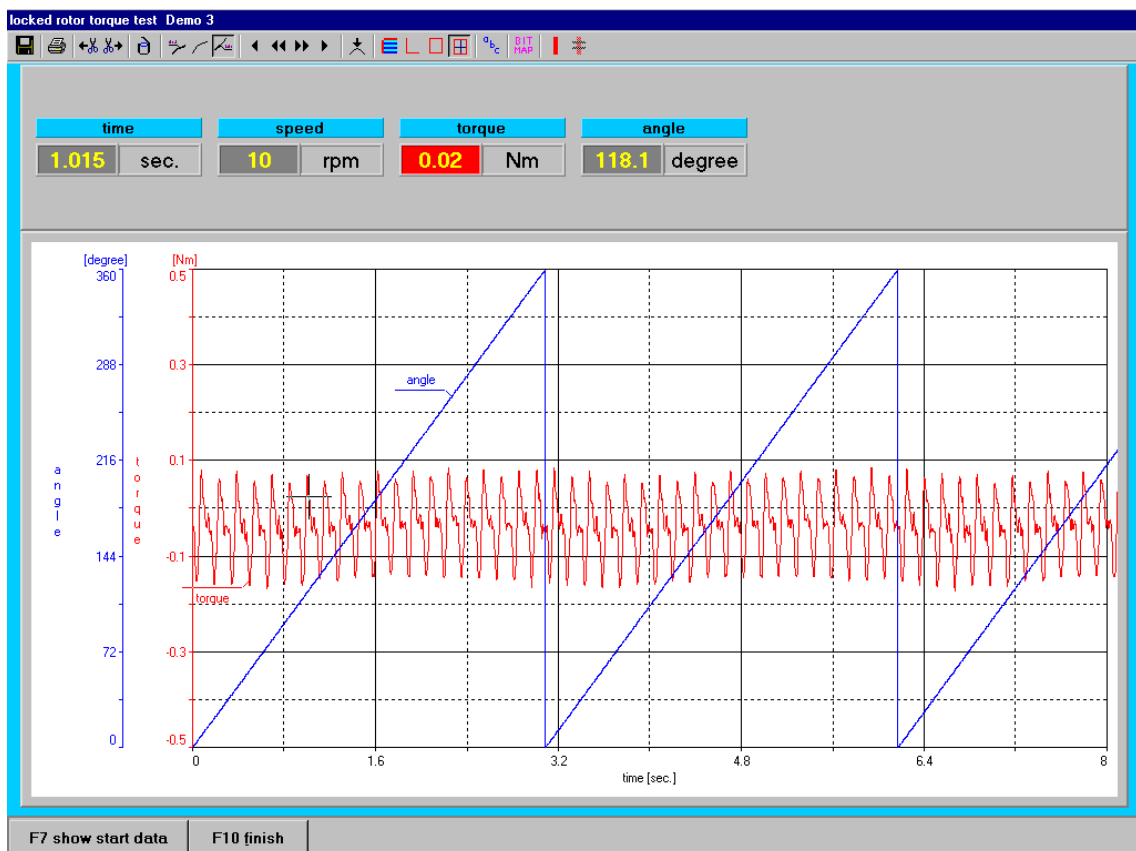 locked rotor torque test Demo 3
abc BIT MAP
time speed torque angle
1.015 sec. 10 rpm 0.02 Nm 118.1 degree
[degree] [Nm]
360 0.5
288 0.3
angle
216 0.1
angle torque
144 -0.1
torque
72 -0.3
0 -0.5
0 1.6 3.2 4.8 6.4 8
time [sec.]
F7 show start data F10 finish